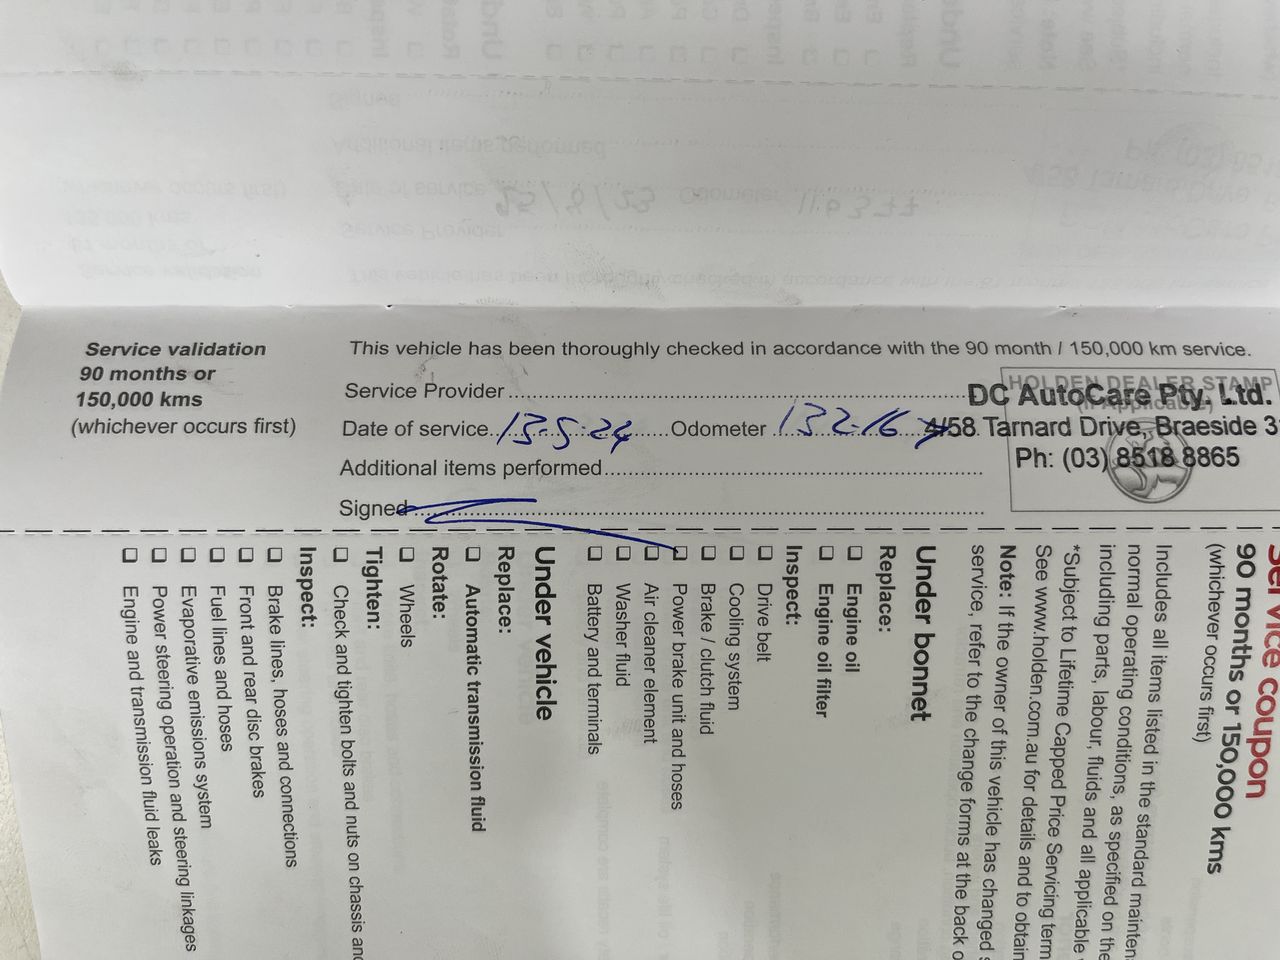 Service validation
90 months or
150,000 kms
(whichever occurs first)
This vehicle has been thoroughly checked in accordance with the 90 month / 150,000 km service.
Service Provider
Date of service 13-5-24 Odometer 132-167
Additional items performed
Signed
HOLDEN DEALER STAMP
(If Applicable)
DC AutoCare Pty. Ltd.
4/58 Tarnard Drive, Braeside 3
Ph: (03) 8518 8865
Service coupon
90 months or 150,000 kms
(whichever occurs first)
Includes all items listed in the standard
normal operating conditions, as specified on the
including parts, labour, fluids and all applicable
*Subject to Lifetime Capped Price Servicing
See www.holden.com.au for details and to obtain
Note: If the owner of this vehicle has changed
service, refer to the change forms at the back
Under bonnet
Replace:
Engine oil
Engine oil filter
Inspect:
Drive belt
Cooling system
Brake / clutch fluid
Power brake unit and hoses
Air cleaner element
Washer fluid
Battery and terminals
Under vehicle
Replace:
Automatic transmission fluid
Rotate:
Wheels
Tighten:
Check and tighten bolts and nuts on chassis and
Inspect:
Brake lines, hoses and connections
Front and rear disc brakes
Fuel lines and hoses
Evaporative emissions system
Power steering operation and steering linkages
Engine and transmission fluid leaks